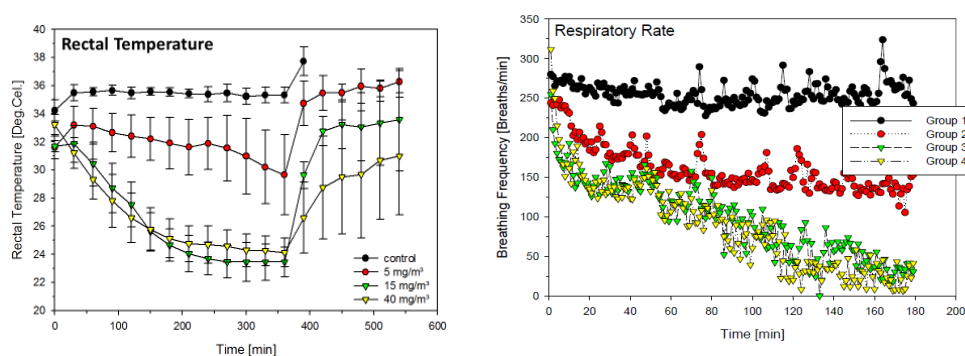 Rectal Temperature
Rectal Temperature [Deg.Cel.]
40
38
36
34
32
30
28
26
24
22
20
0 100 200 300 400 500 600
Time [min]
control
5 mg/m³
15 mg/m³
40 mg/m³
Respiratory Rate
Breathing Frequency [Breaths/min]
350
300
250
200
150
100
50
0
0 20 40 60 80 100 120 140 160 180 200
Time [min]
Group 1
Group 2
Group 3
Group 4